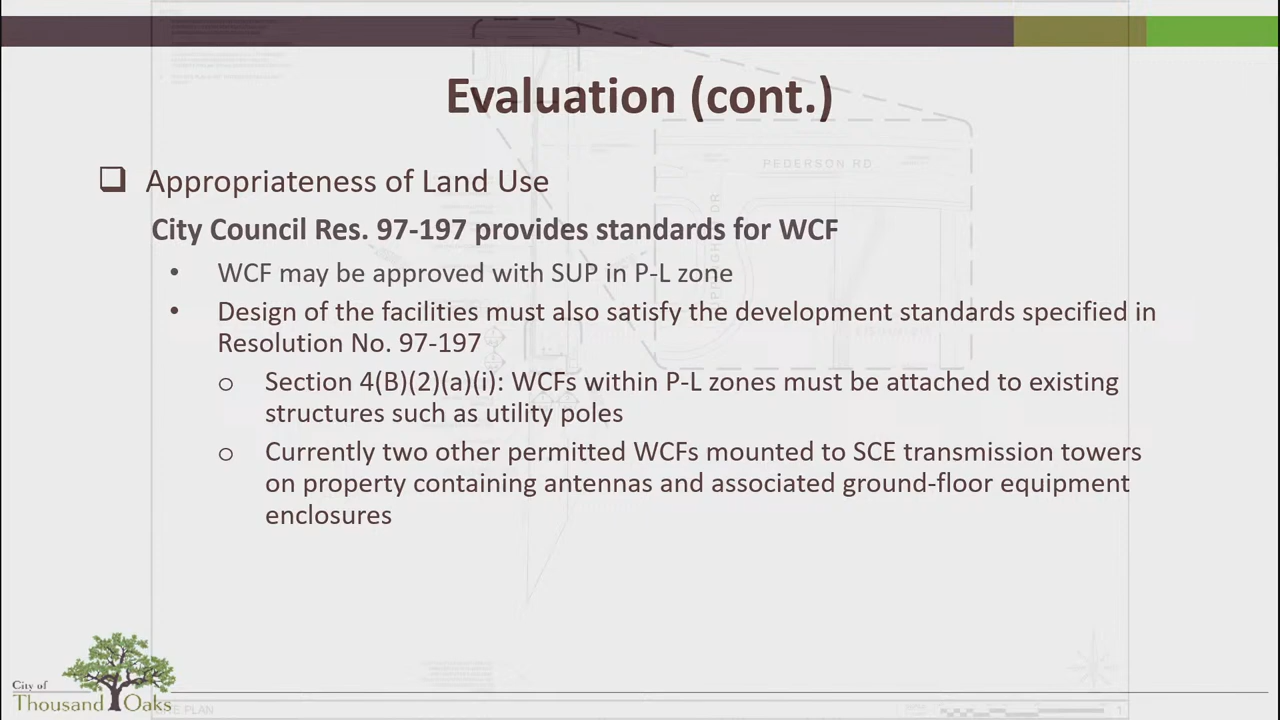 Evaluation (cont.)
PEDERSON RD
❑ Appropriateness of Land Use
City Council Res. 97-197 provides standards for WCF
• WCF may be approved with SUP in P-L zone
• Design of the facilities must also satisfy the development standards specified in
Resolution No. 97-197
o Section 4(B)(2)(a)(i): WCFs within P-L zones must be attached to existing
structures such as utility poles
o Currently two other permitted WCFs mounted to SCE transmission towers
on property containing antennas and associated ground-floor equipment
enclosures
City of
Thousand Oaks
PLAN
1